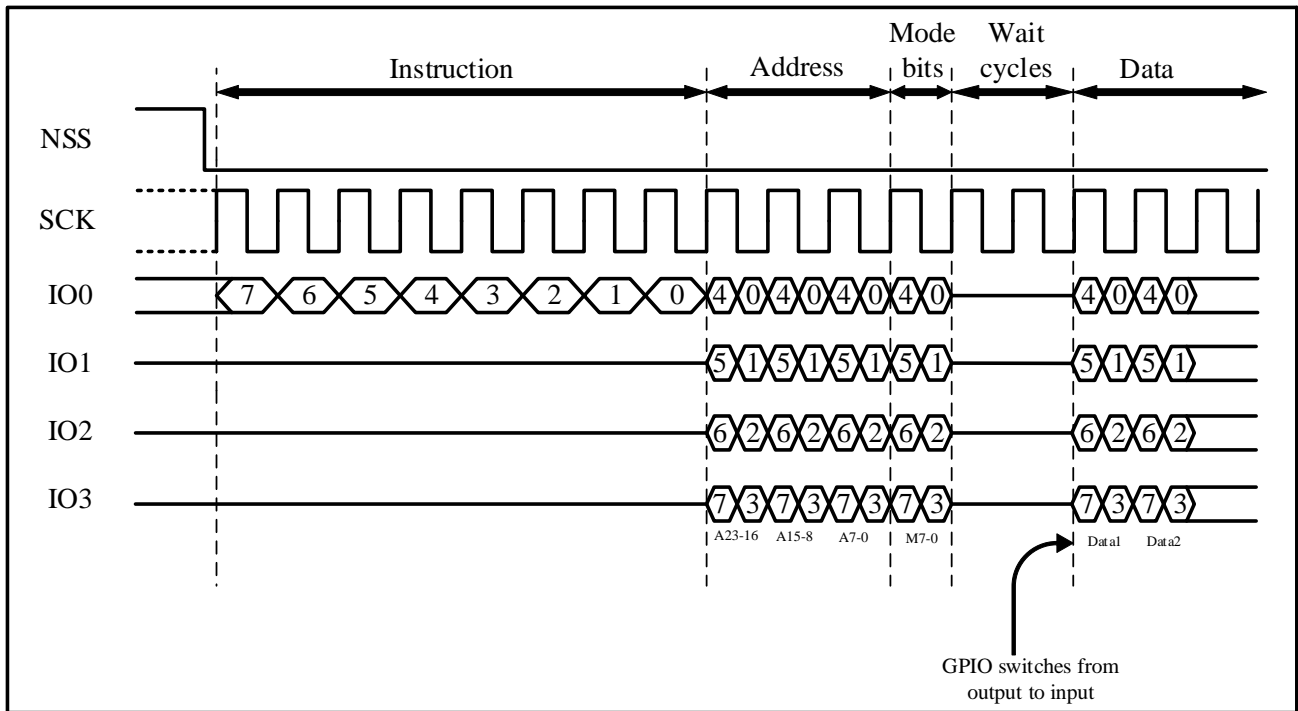 Instruction
Address
Mode
bits
Wait
cycles
Data
NSS
SCK
IO0 7 6 5 4 3 2 1 0 4 0 4 0 4 0 4 0 4 0 4 0
IO1 5 1 5 1 5 1 5 1 5 1 5 1
IO2 6 2 6 2 6 2 6 2 6 2 6 2
IO3 7 3 7 3 7 3 7 3 7 3 7 3
A23-16 A15-8 A7-0 M7-0 Data1 Data2
GPIO switches from
output to input